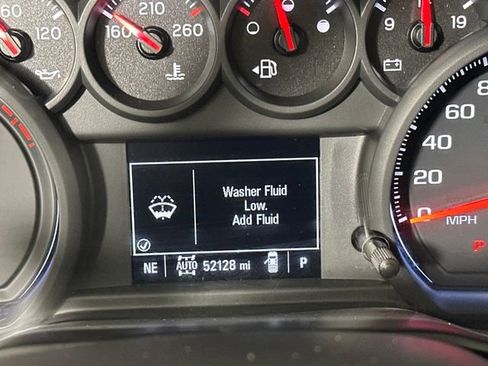 60 120
160 210 260
9 19
Washer Fluid
Low.
Add Fluid
80
60
40
20
0 MPH
NE AUTO 52128 mi P
P